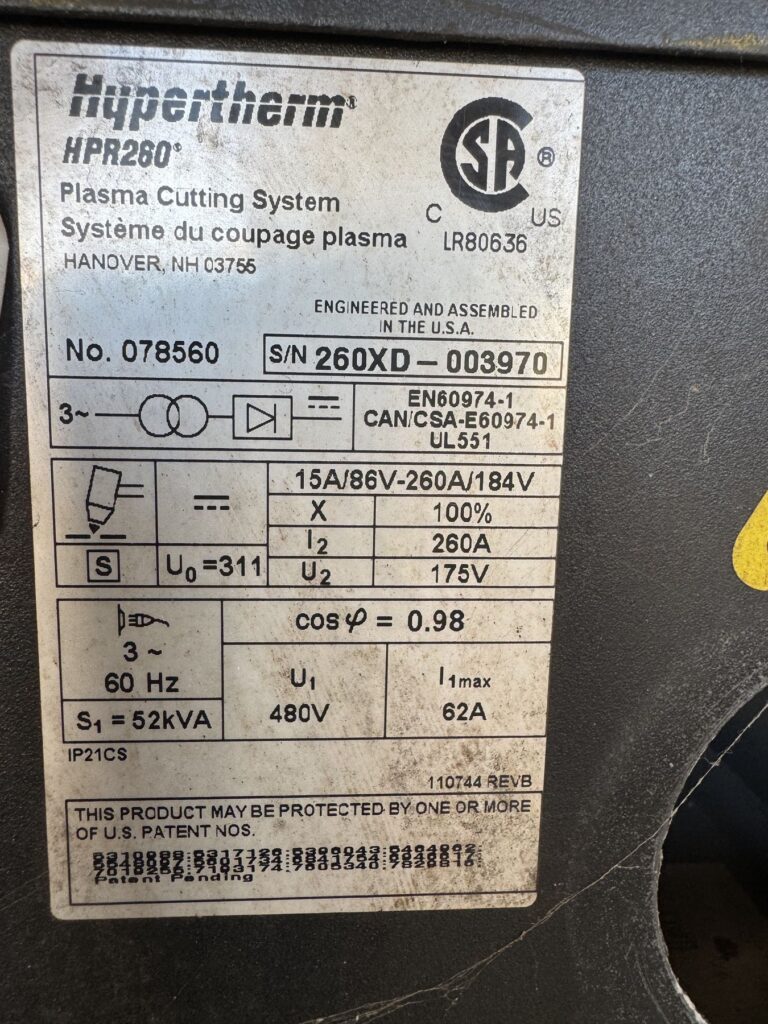 Hypertherm®
HPR260®
Plasma Cutting System
Système du coupage plasma
HANOVER, NH 03755
CSA ®
C US
LR80636
ENGINEERED AND ASSEMBLED
IN THE U.S.A.
No. 078560
S/N 260XD – 003970
3~
EN60974-1
CAN/CSA-E60974-1
UL551
15A/86V-260A/184V
X 100%
I2 260A
S U0 =311 U2 175V
3 ~
60 Hz
S1 = 52kVA
cos φ = 0.98
U1
480V
I1max
62A
IP21CS
110744 REVB
THIS PRODUCT MAY BE PROTECTED BY ONE OR MORE
OF U.S. PATENT NOS.
Patent Pending